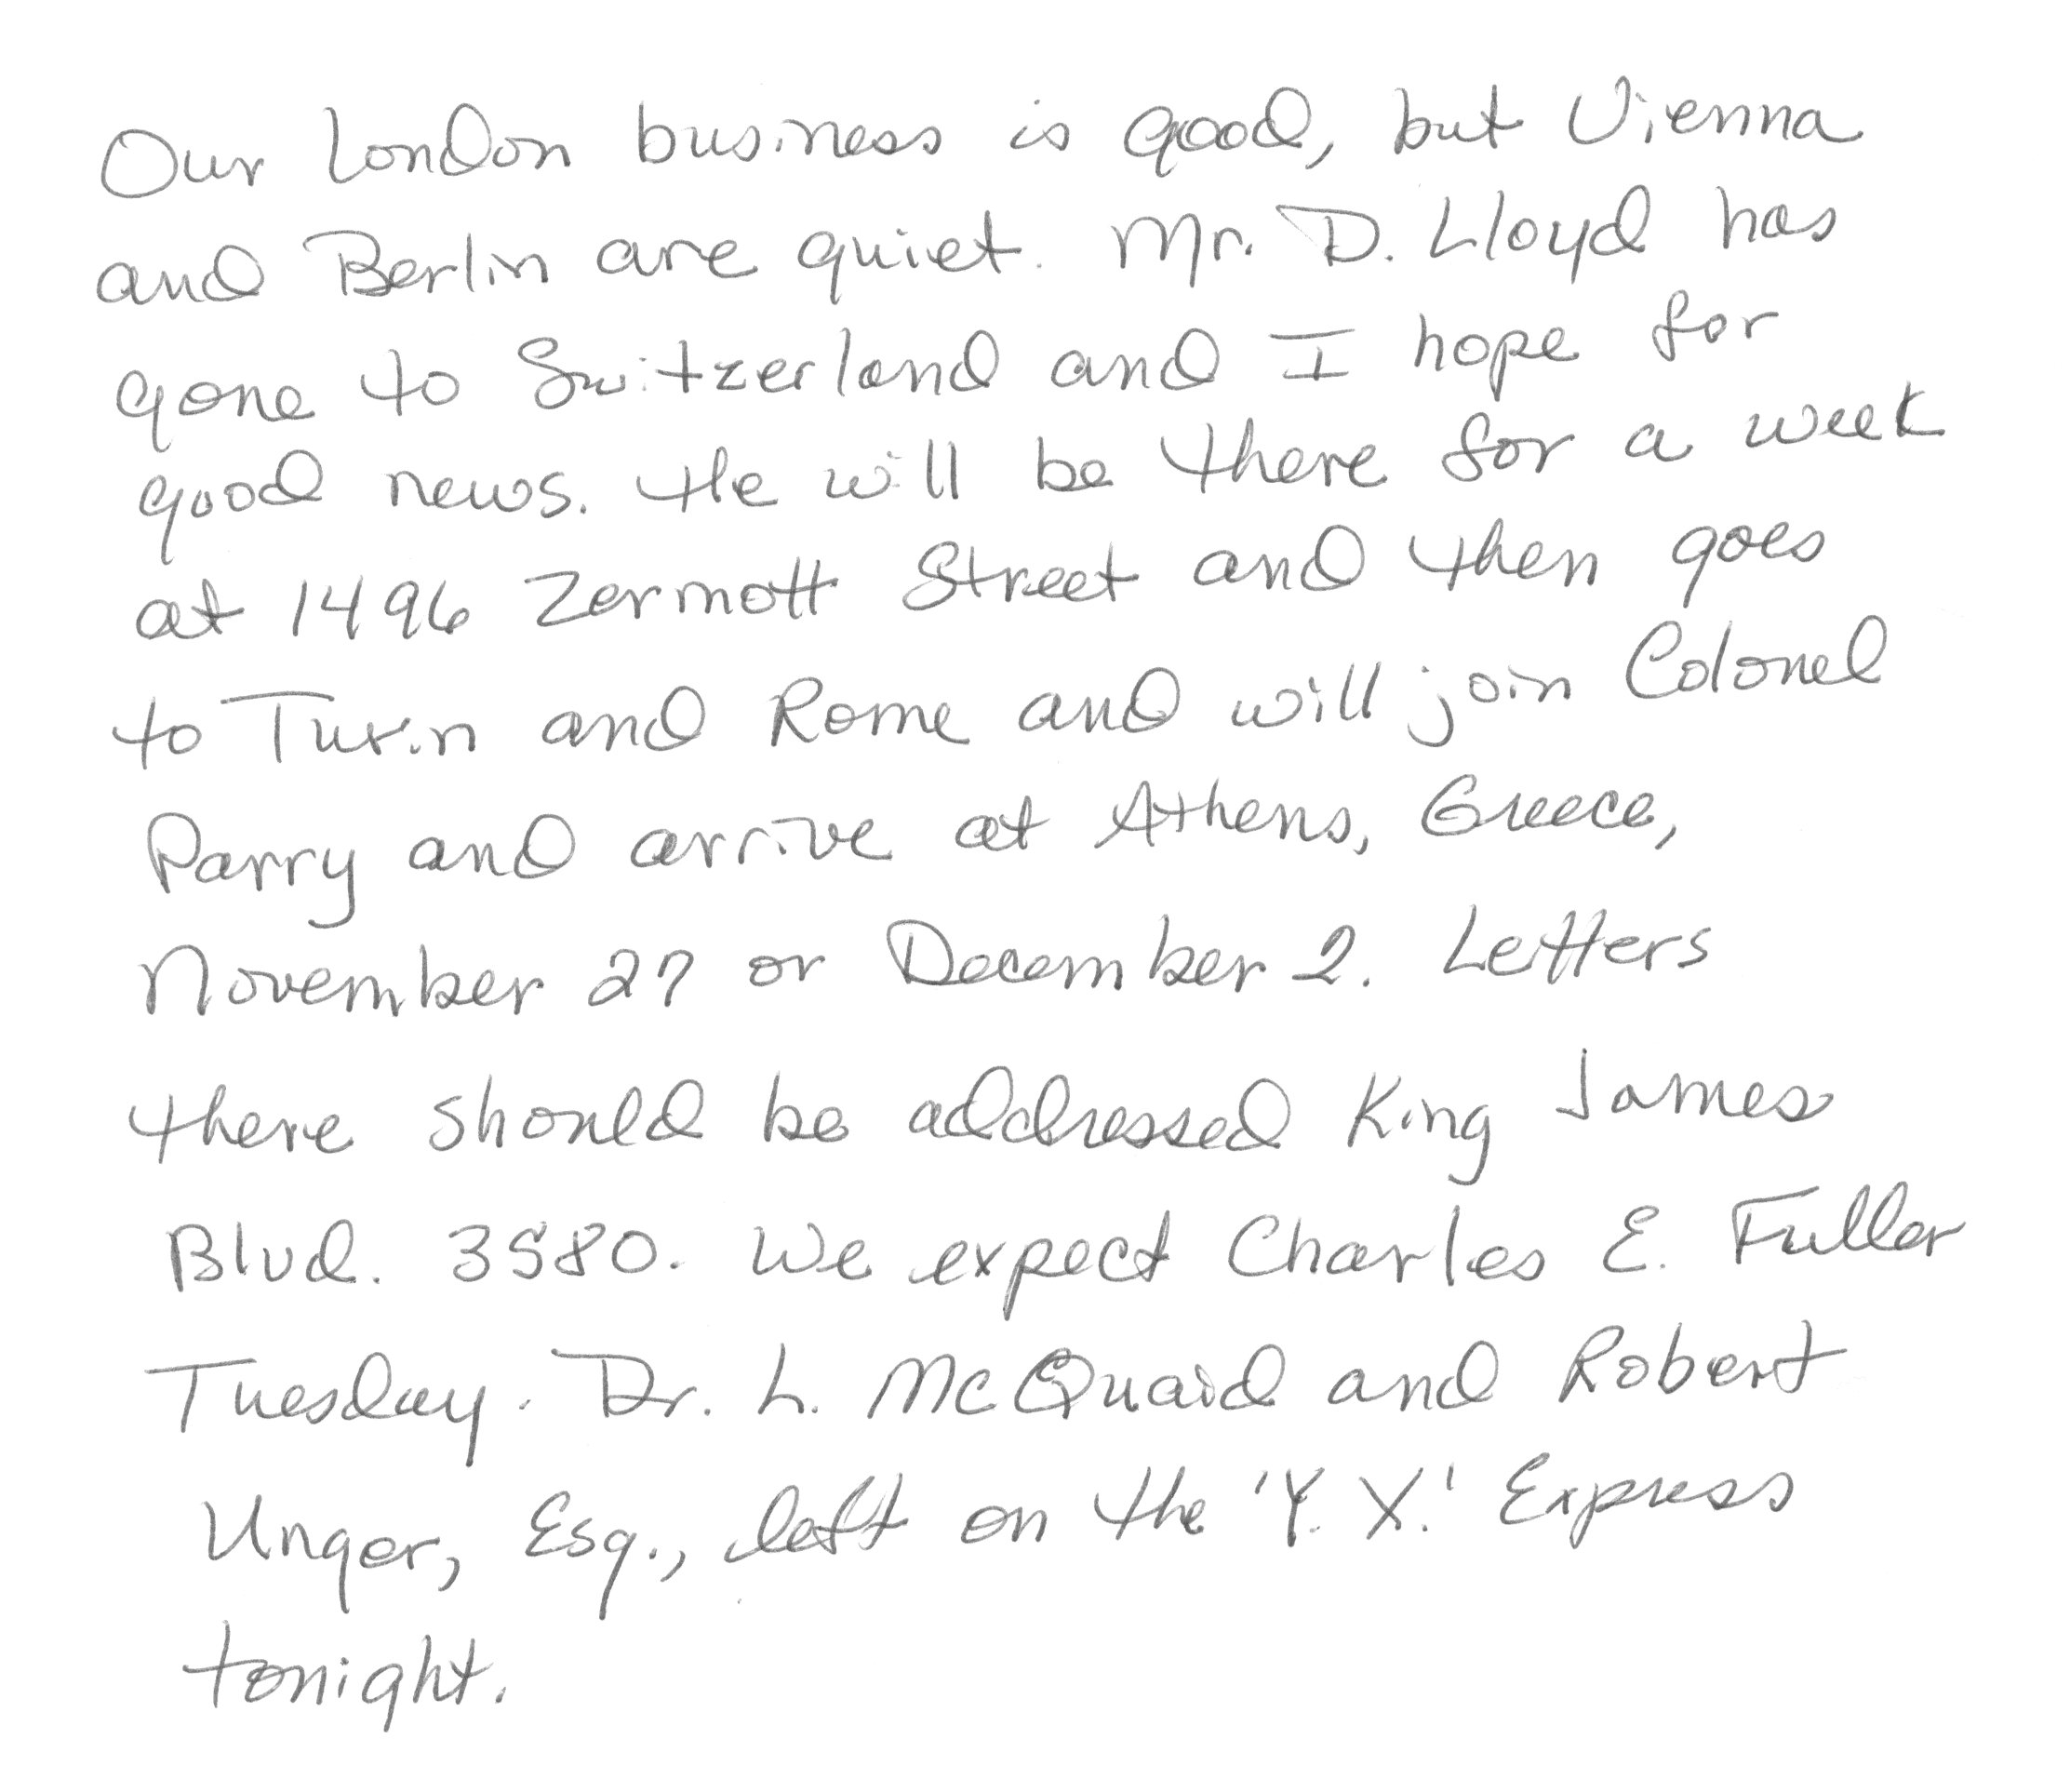 Our London business is good, but Vienna
and Berlin are quiet. Mr. D. Lloyd has
gone to Switzerland and I hope for
good news. He will be there for a week
at 1496 Zermott Street and then goes
to Turin and Rome and will join Colonel
Parry and arrive at Athens, Greece,
November 27 or December 2. Letters
there should be addressed King James
Blvd. 3580. We expect Charles E. Fuller
Tuesday. Dr. L. McQuaid and Robert
Unger, Esq., left on the 'Y. X.' Express
tonight.